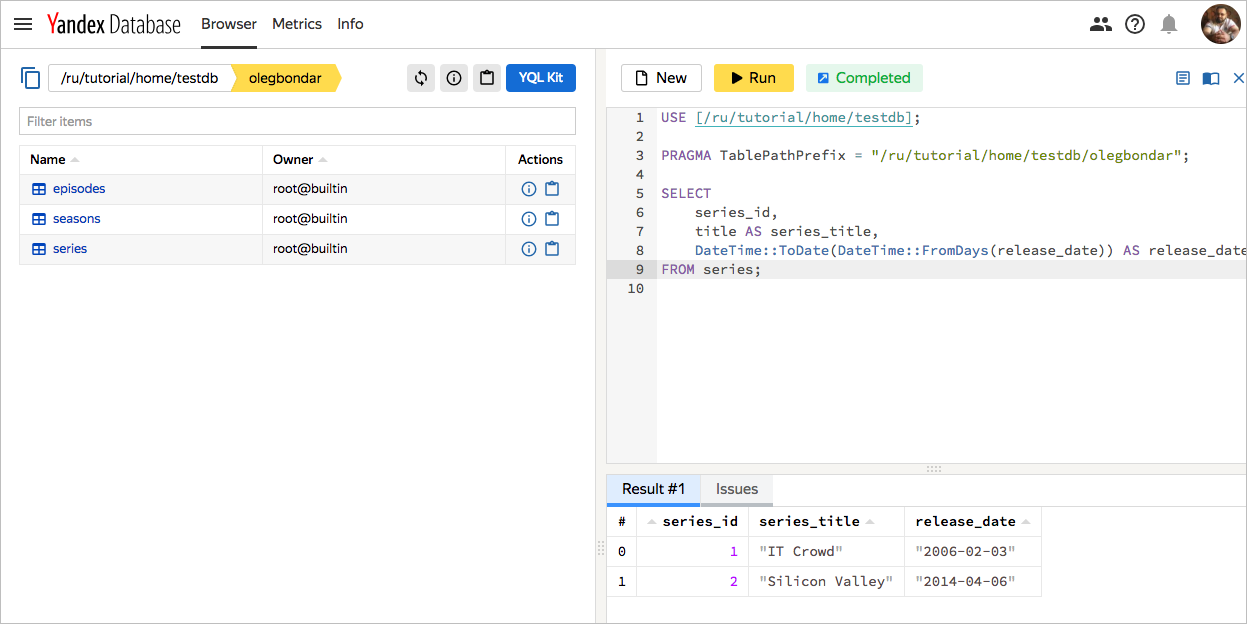 Yandex Database Browser Metrics Info
/ru/tutorial/home/testdb olegbondar YQL Kit
Filter items
Name Owner Actions
episodes root@builtin
seasons root@builtin
series root@builtin
New Run Completed
1 USE [/ru/tutorial/home/testdb];
2
3 PRAGMA TablePathPrefix = "/ru/tutorial/home/testdb/olegbondar";
4
5 SELECT
6 series_id,
7 title AS series_title,
8 DateTime::ToDate(DateTime::FromDays(release_date)) AS release_date
9 FROM series;
10
Result #1 Issues
# series_id series_title release_date
0 1 "IT Crowd" "2006-02-03"
1 2 "Silicon Valley" "2014-04-06"